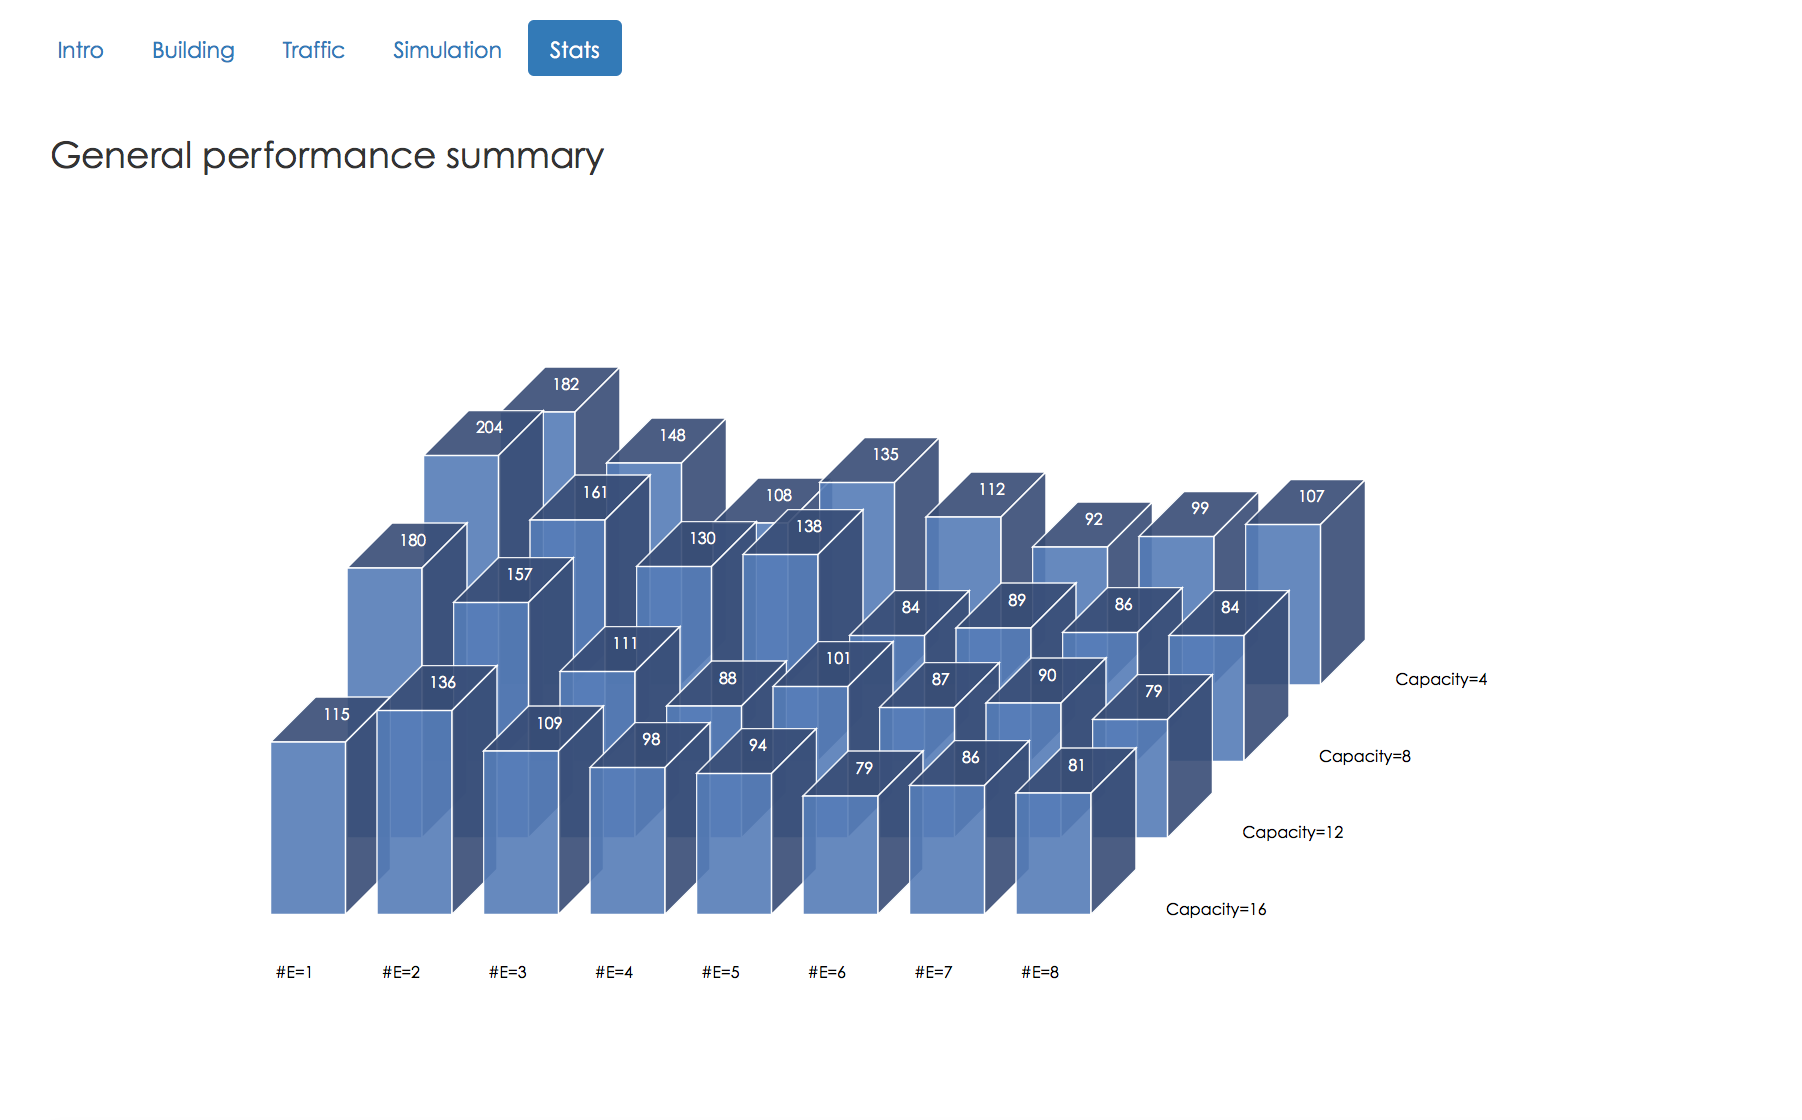 Intro Building Traffic Simulation Stats
General performance summary
182
204 148 135
161 108 112 107
180 130 138 92 99
157 84 89 86 84
111 101
136 88 87 90 79
115 109 98 94
79 86 81
Capacity=4
Capacity=8
Capacity=12
Capacity=16
#E=1 #E=2 #E=3 #E=4 #E=5 #E=6 #E=7 #E=8